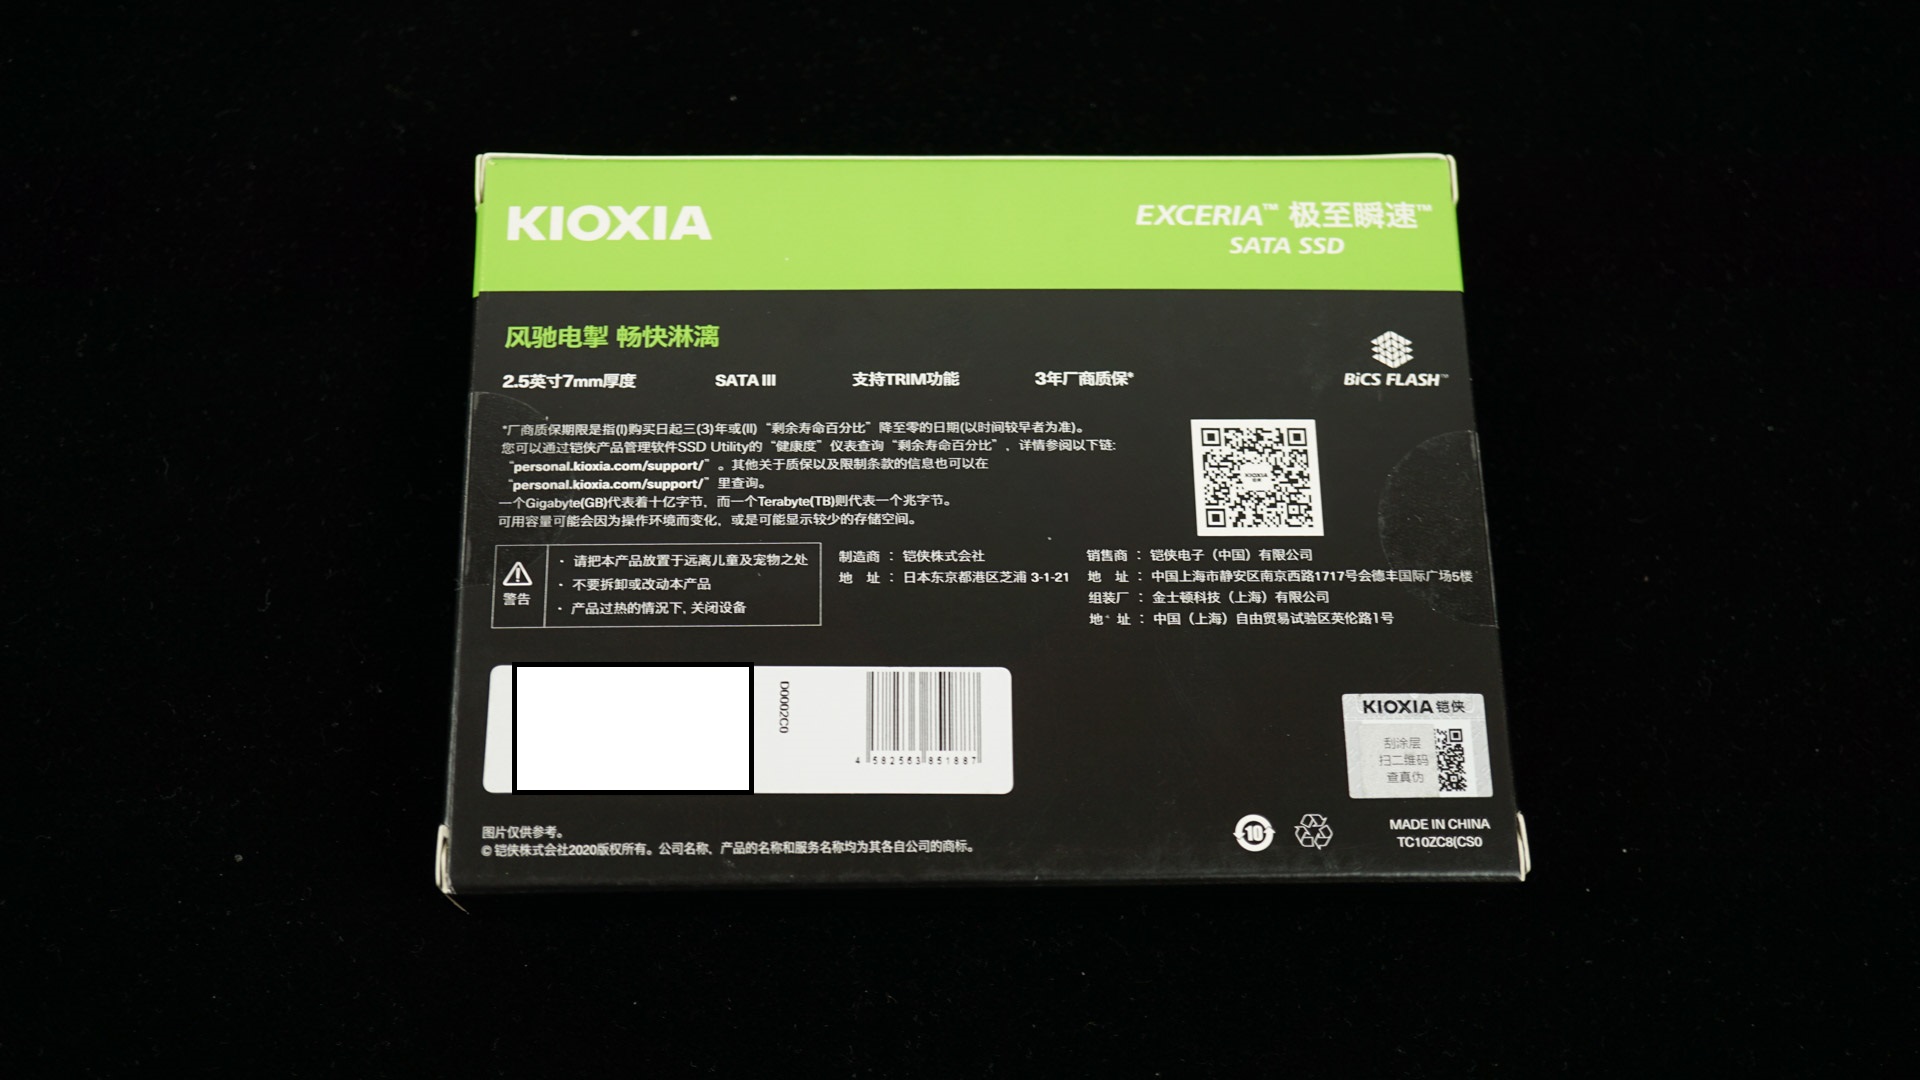 KIOXIA
EXCERIA™ 极至瞬速™
SATA SSD
风驰电掣 畅快淋漓
2.5英寸7mm厚度 SATA III 支持TRIM功能 3年厂商质保*
BiCS FLASH™
*厂商质保期限是指(I)购买日起三(3)年或(II)“剩余寿命百分比”降至零的日期(以时间较早者为准)。
您可以通过铠侠产品管理软件SSD Utility的“健康度”仪表查询“剩余寿命百分比”，详情参阅以下链:
“personal.kioxia.com/support/”。其他关于质保以及限制条款的信息也可以在
“personal.kioxia.com/support/”里查询。
一个Gigabyte(GB)代表着十亿字节，而一个Terabyte(TB)则代表一个兆字节。
可用容量可能会因为操作环境而变化，或是可能显示较少的存储空间。
KIOXIA
警告
· 请把本产品放置于远离儿童及宠物之处
· 不要拆卸或改动本产品
· 产品过热的情况下, 关闭设备
制造商 ： 铠侠株式会社
地 址 ： 日本东京都港区芝浦 3-1-21
销售商 ： 铠侠电子（中国）有限公司
地 址 ： 中国上海市静安区南京西路1717号会德丰国际广场5楼
组装厂 ： 金士顿科技（上海）有限公司
地 址 ： 中国（上海）自由贸易试验区英伦路1号
D0002C0
4 582563 851887
KIOXIA 铠侠
刮涂层
扫二维码
查真伪
图片仅供参考。
© 铠侠株式会社2020版权所有。公司名称、产品的名称和服务名称均为其各自公司的商标。
10
MADE IN CHINA
TC10ZC8(CS0